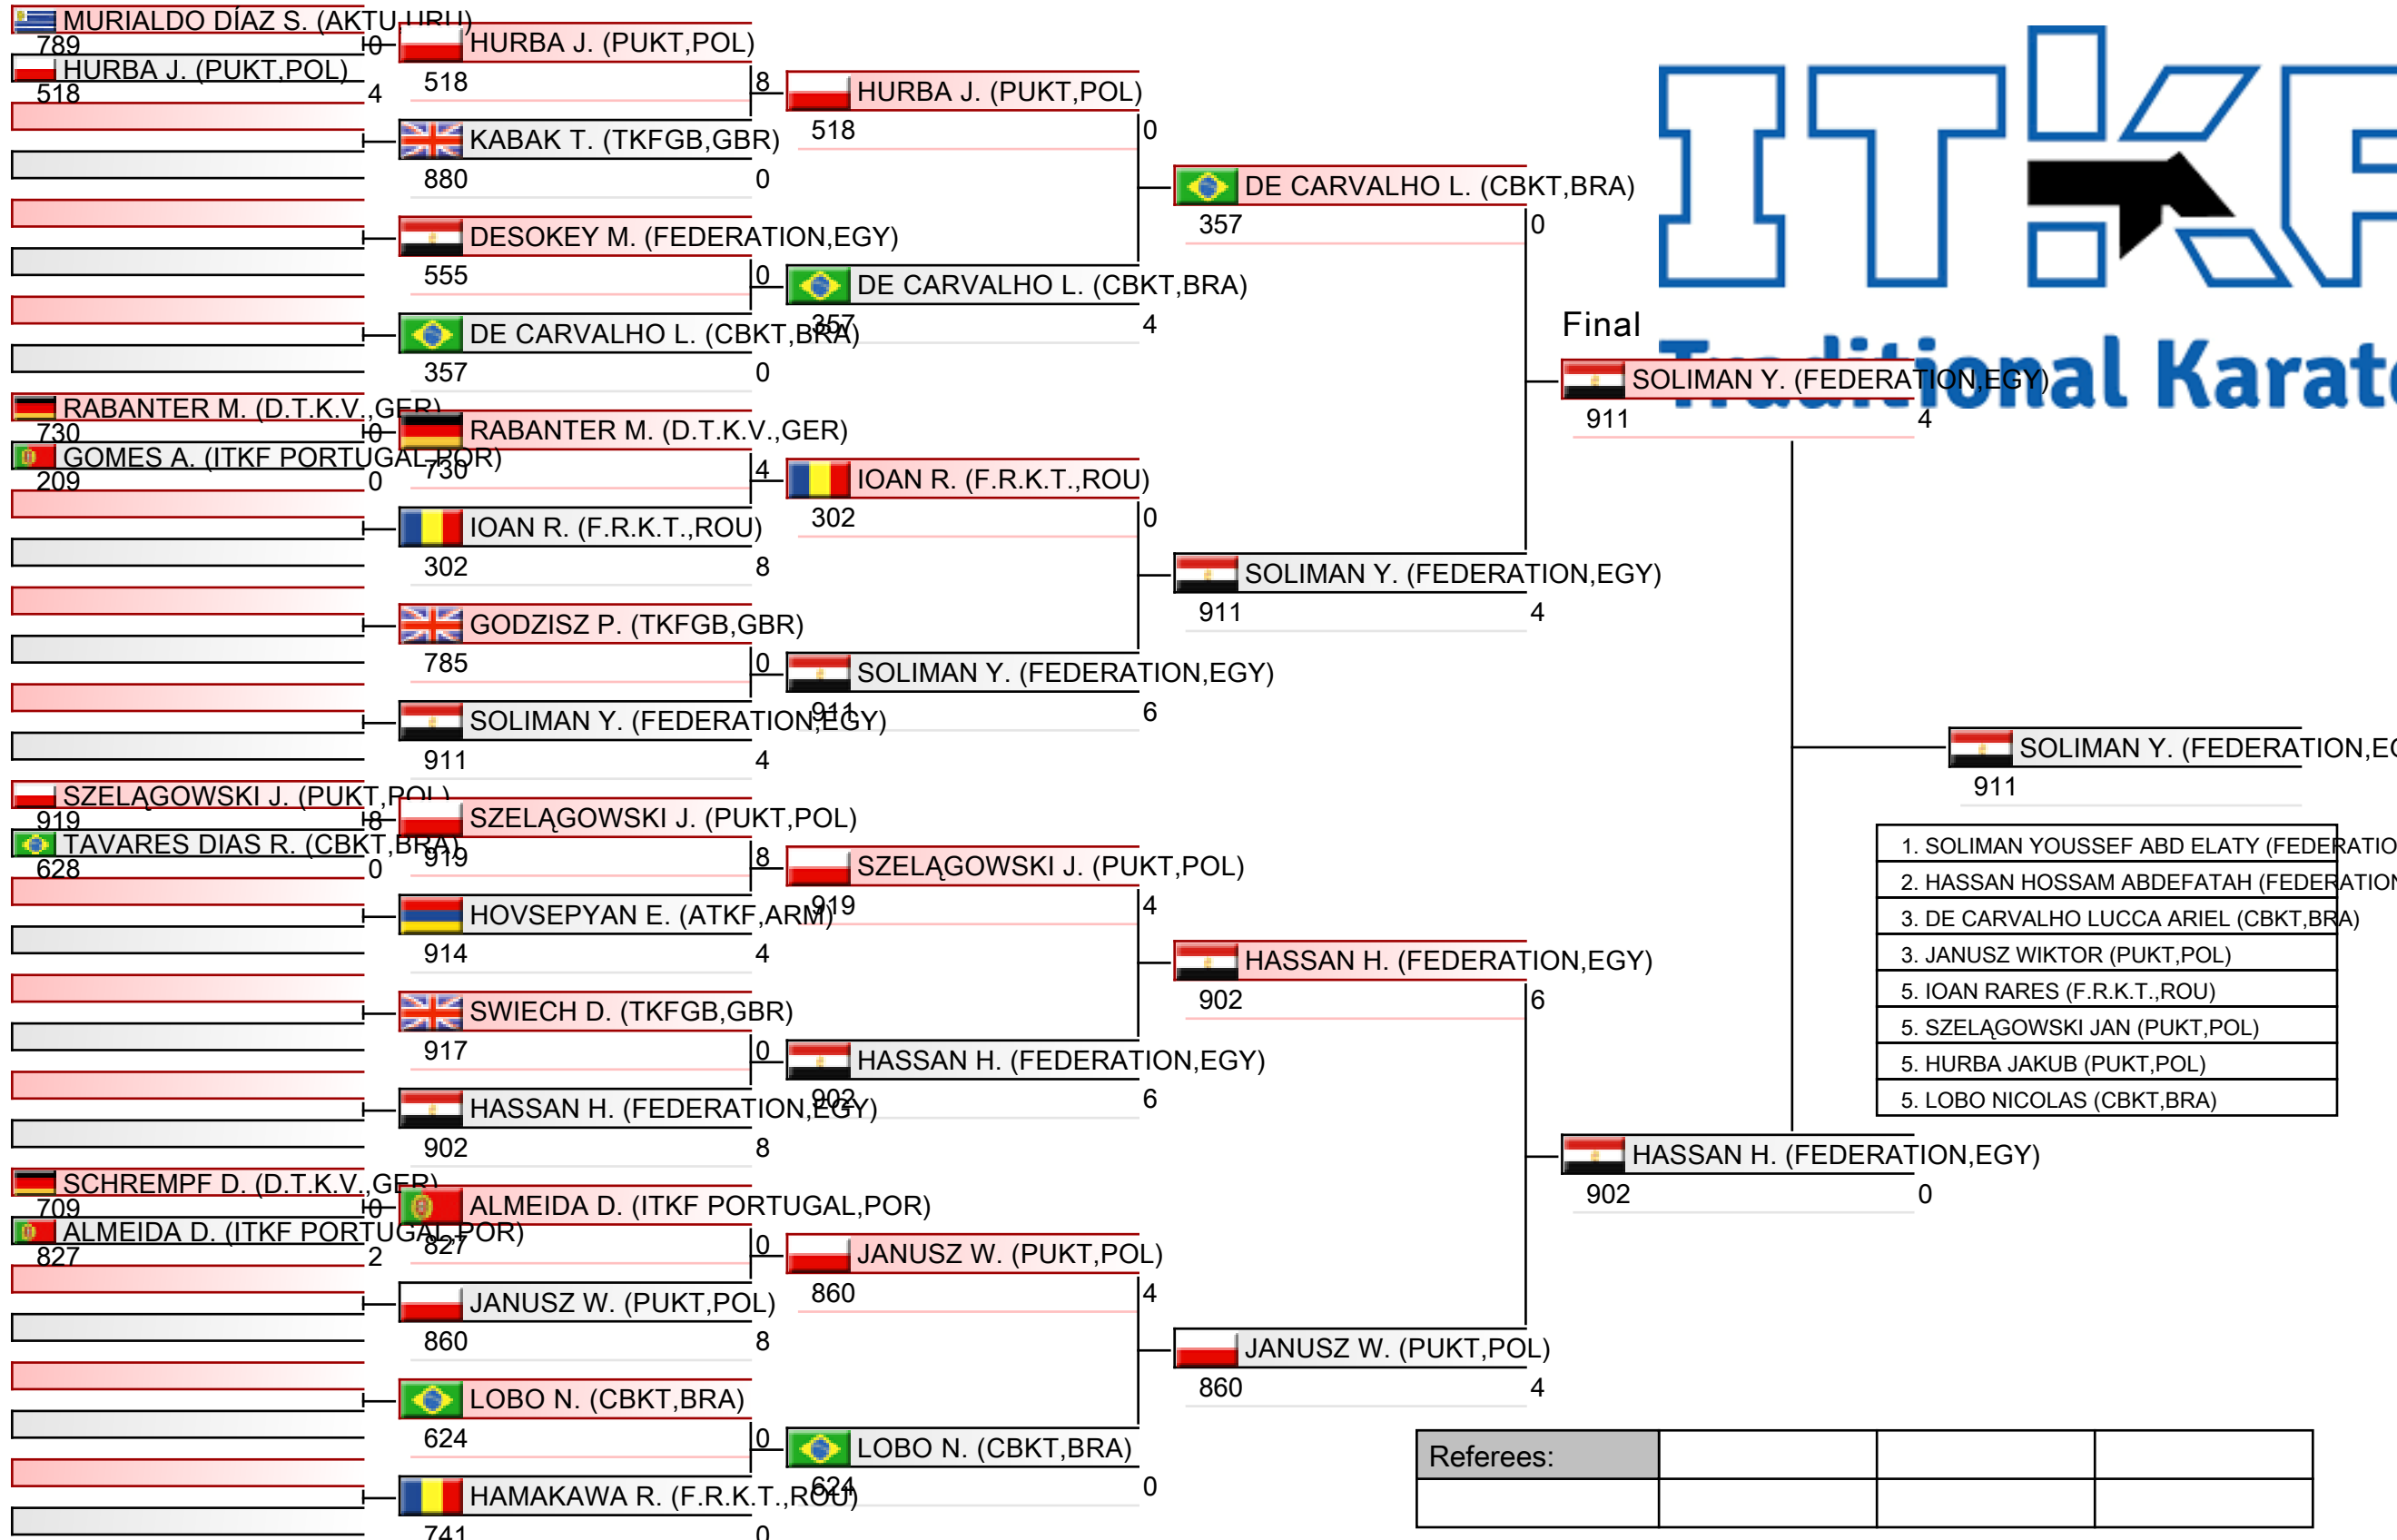 MURIALDO DÍAZ S. (AKTU,URU)
789
0
HURBA J. (PUKT,POL)
518
4
RABANTER M. (D.T.K.V.,GER)
730
0
GOMES A. (ITKF PORTUGAL,POR)
209
0
SZELĄGOWSKI J. (PUKT,POL)
919
8
TAVARES DIAS R. (CBKT,BRA)
628
0
SCHREMPF D. (D.T.K.V.,GER)
709
0
ALMEIDA D. (ITKF PORTUGAL,POR)
827
2
HURBA J. (PUKT,POL)
518
8
KABAK T. (TKFGB,GBR)
880
0
DESOKEY M. (FEDERATION,EGY)
555
0
DE CARVALHO L. (CBKT,BRA)
357
0
RABANTER M. (D.T.K.V.,GER)
730
4
IOAN R. (F.R.K.T.,ROU)
302
8
GODZISZ P. (TKFGB,GBR)
785
0
SOLIMAN Y. (FEDERATION,EGY)
911
4
SZELĄGOWSKI J. (PUKT,POL)
919
8
HOVSEPYAN E. (ATKF,ARM)
914
4
SWIECH D. (TKFGB,GBR)
917
0
HASSAN H. (FEDERATION,EGY)
902
8
ALMEIDA D. (ITKF PORTUGAL,POR)
827
0
JANUSZ W. (PUKT,POL)
860
8
LOBO N. (CBKT,BRA)
624
0
HAMAKAWA R. (F.R.K.T.,ROU)
741
0
HURBA J. (PUKT,POL)
518
0
DE CARVALHO L. (CBKT,BRA)
357
4
IOAN R. (F.R.K.T.,ROU)
302
0
SOLIMAN Y. (FEDERATION,EGY)
911
6
SZELĄGOWSKI J. (PUKT,POL)
919
4
HASSAN H. (FEDERATION,EGY)
902
6
JANUSZ W. (PUKT,POL)
860
4
LOBO N. (CBKT,BRA)
624
0
DE CARVALHO L. (CBKT,BRA)
357
0
SOLIMAN Y. (FEDERATION,EGY)
911
4
HASSAN H. (FEDERATION,EGY)
902
6
JANUSZ W. (PUKT,POL)
860
4
ITKF
Traditional Karate
Final
SOLIMAN Y. (FEDERATION,EGY)
911
4
HASSAN H. (FEDERATION,EGY)
902
0
SOLIMAN Y. (FEDERATION,EG
911
1. SOLIMAN YOUSSEF ABD ELATY (FEDERATIO
2. HASSAN HOSSAM ABDEFATAH (FEDERATION
3. DE CARVALHO LUCCA ARIEL (CBKT,BRA)
3. JANUSZ WIKTOR (PUKT,POL)
5. IOAN RARES (F.R.K.T.,ROU)
5. SZELĄGOWSKI JAN (PUKT,POL)
5. HURBA JAKUB (PUKT,POL)
5. LOBO NICOLAS (CBKT,BRA)
Referees: